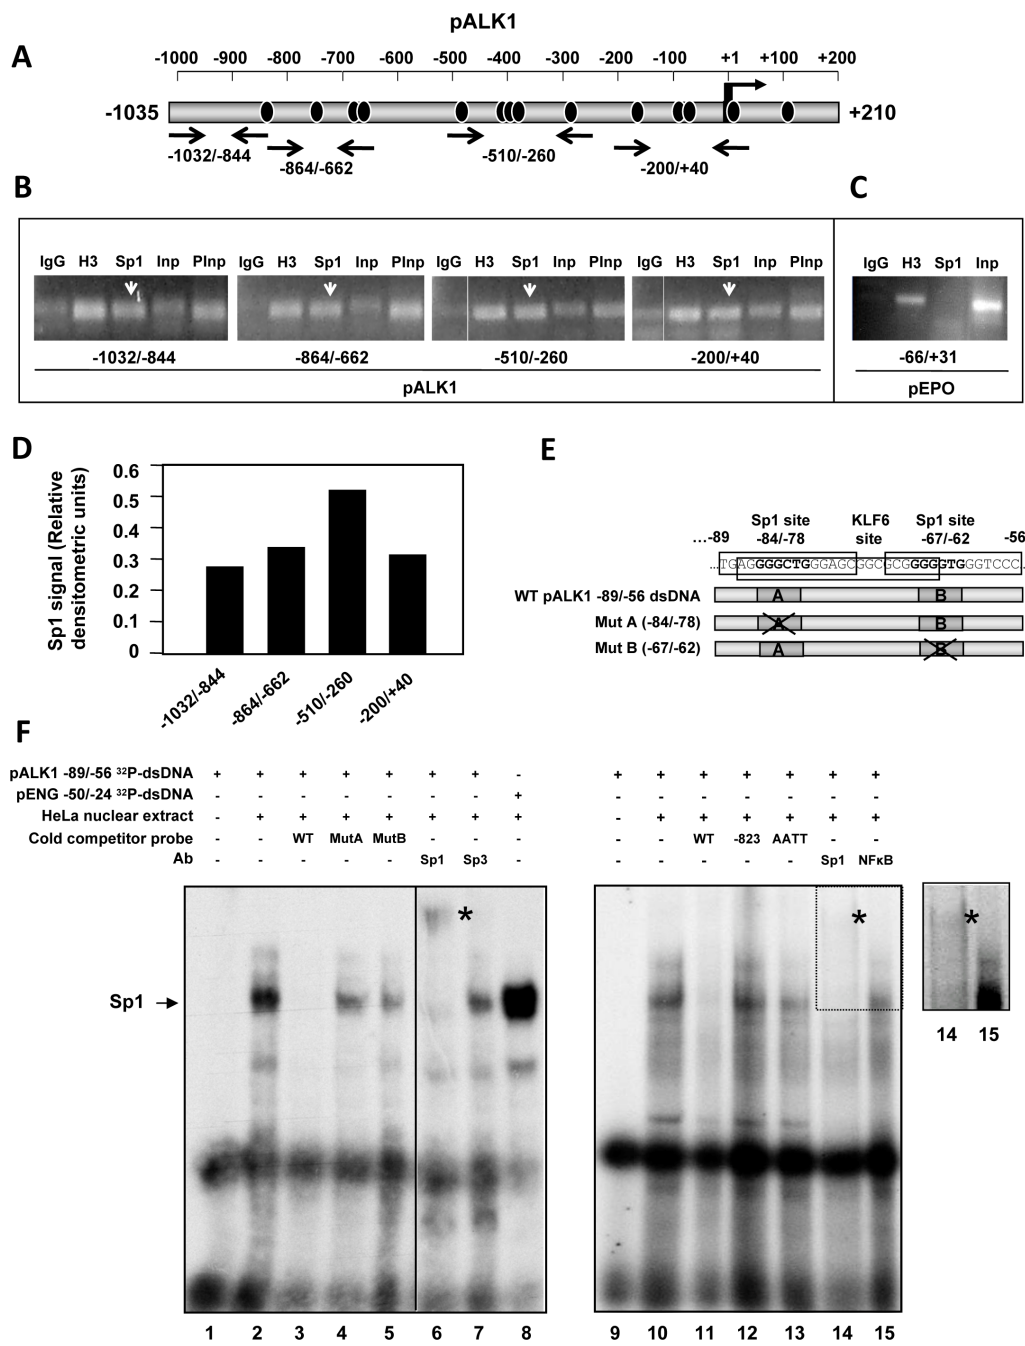 pALK1
A
-1000 -900 -800 -700 -600 -500 -400 -300 -200 -100 +1 +100 +200
-1035 +210
-1032/-844 -864/-662 -510/-260 -200/+40
B C
IgG H3 Sp1 Inp PInp IgG H3 Sp1 Inp PInp IgG H3 Sp1 Inp PInp IgG H3 Sp1 Inp PInp IgG H3 Sp1 Inp
-1032/-844 -864/-662 -510/-260 -200/+40 -66/+31
pALK1 pEPO
D
Sp1 signal (Relative
densitometric units)
0.6
0.5
0.4
0.3
0.2
0.1
0
-1032/-844 -864/-662 -510/-260 -200/+40
E
Sp1 site KLF6 Sp1 site
...-89 -84/-78 site -67/-62 -56
...TGAGGGGCTGGGAGCGGCGCGGGGGTGGGTCCC..
WT pALK1 -89/-56 dsDNA A B
Mut A (-84/-78) A B
Mut B (-67/-62) A B
F
pALK1 -89/-56 32P-dsDNA + + + + + + + - + + + + + + +
pENG -50/-24 32P-dsDNA - - - - - - - + - - - - - - -
HeLa nuclear extract - + + + + + + + - + + + + + +
Cold competitor probe - - WT MutA MutB - - - - - WT -823 AATT - -
Ab - - - - - Sp1 Sp3 - - - - - - Sp1 NFκB
* * *
Sp1
14 15
1 2 3 4 5 6 7 8 9 10 11 12 13 14 15